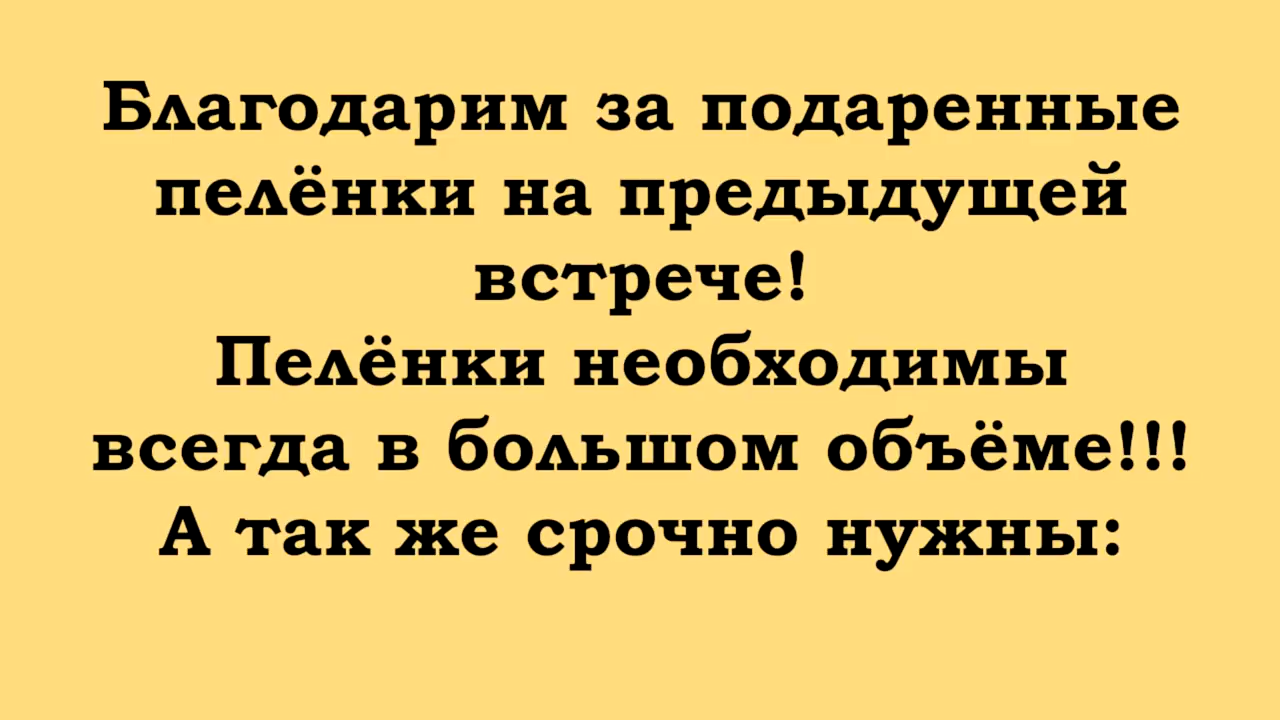 Благодарим за подаренные
пелёнки на предыдущей
встрече!
Пелёнки необходимы
всегда в большом объёме!!!
А так же срочно нужны: